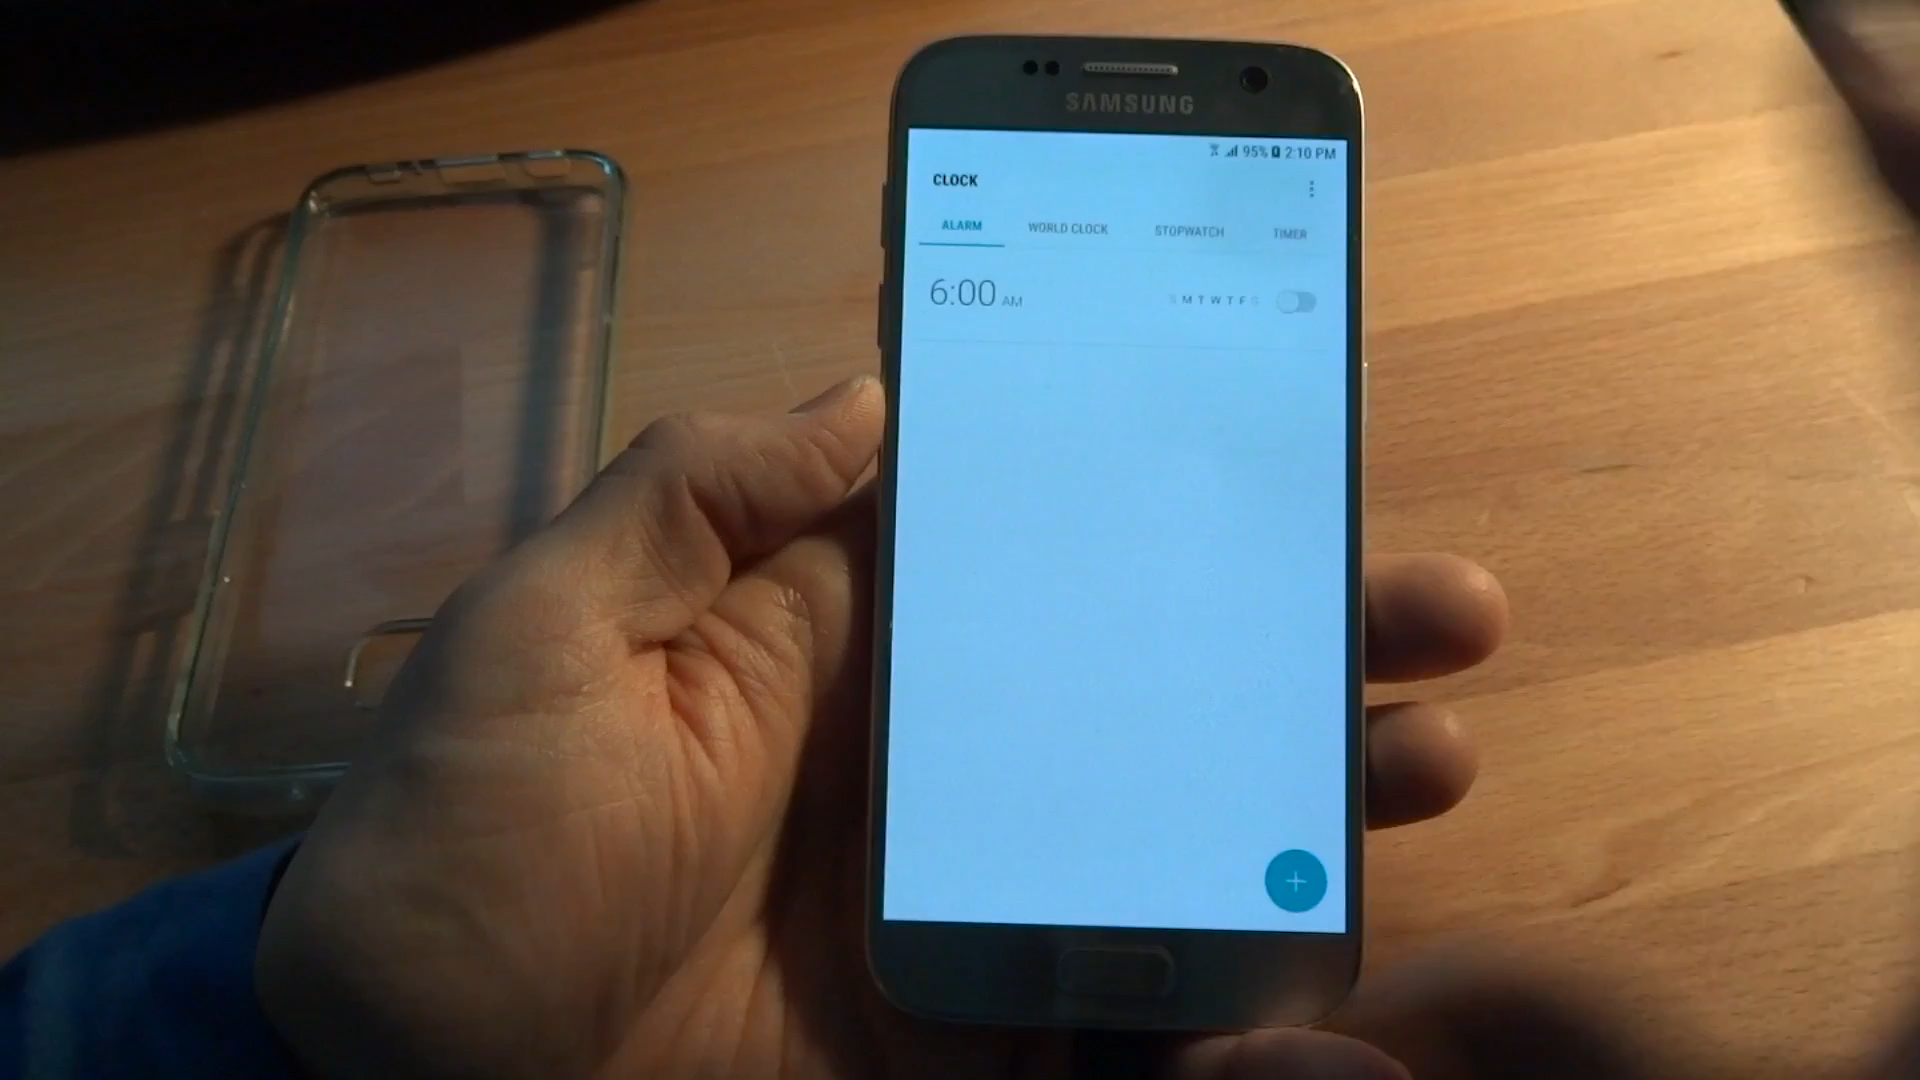 SAMSUNG
95% 2:10 PM
CLOCK
ALARM WORLD CLOCK STOPWATCH TIMER
6:00 AM S M T W T F S